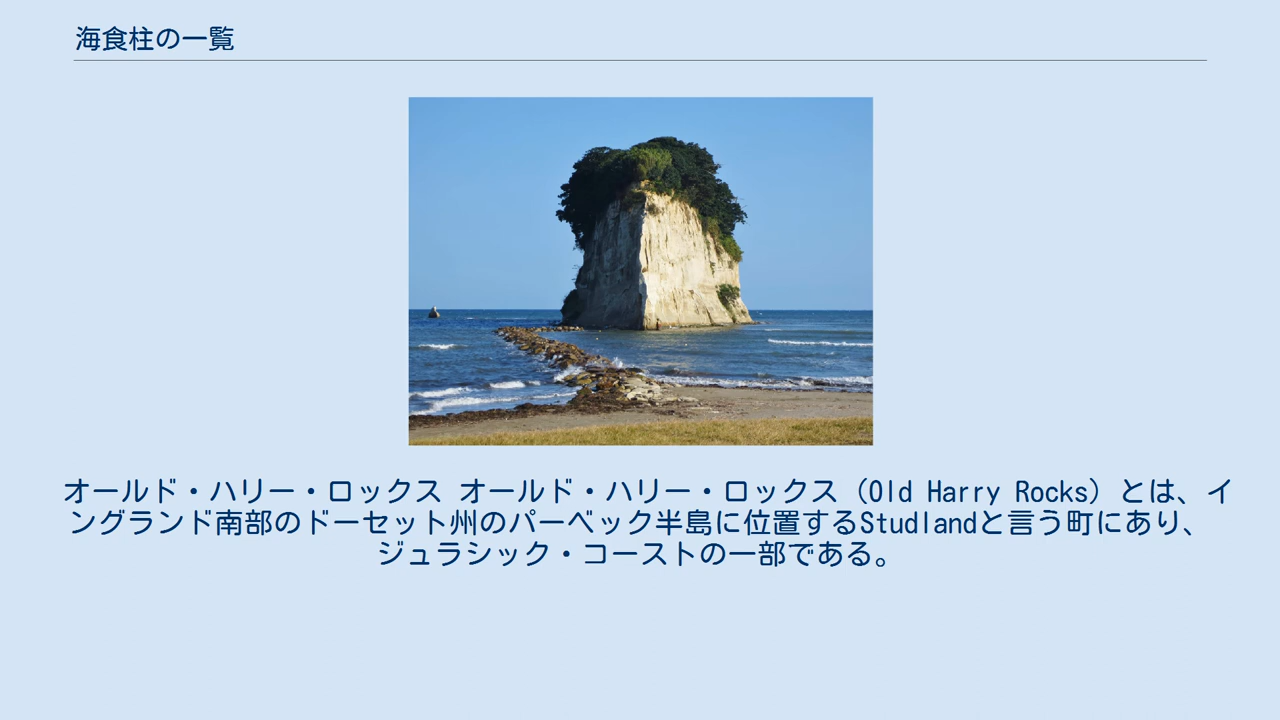 海食柱の一覧
オールド・ハリー・ロックス オールド・ハリー・ロックス（Old Harry Rocks）とは、イ
ングランド南部のドーセット州のパーベック半島に位置するStudlandと言う町にあり、
ジュラシック・コーストの一部である。